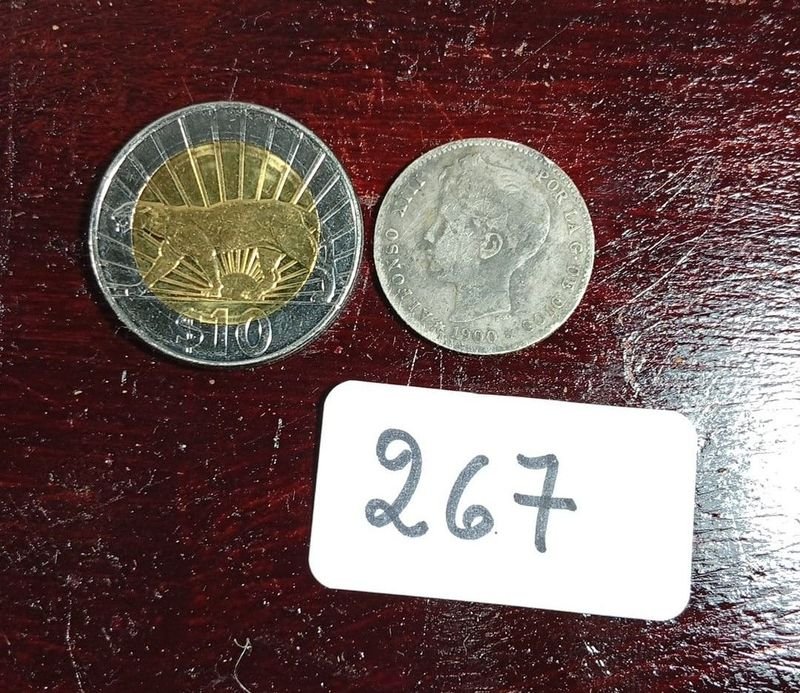 $10
ALFONSO XIII POR LA G. DE DIOS
1900
267